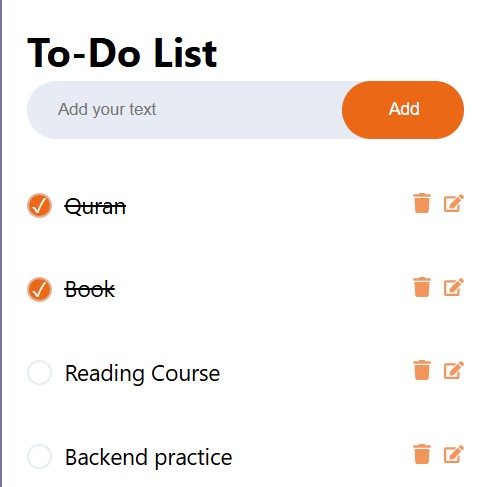 To-Do List
Add your text Add
Quran
Book
Reading Course
Backend practice